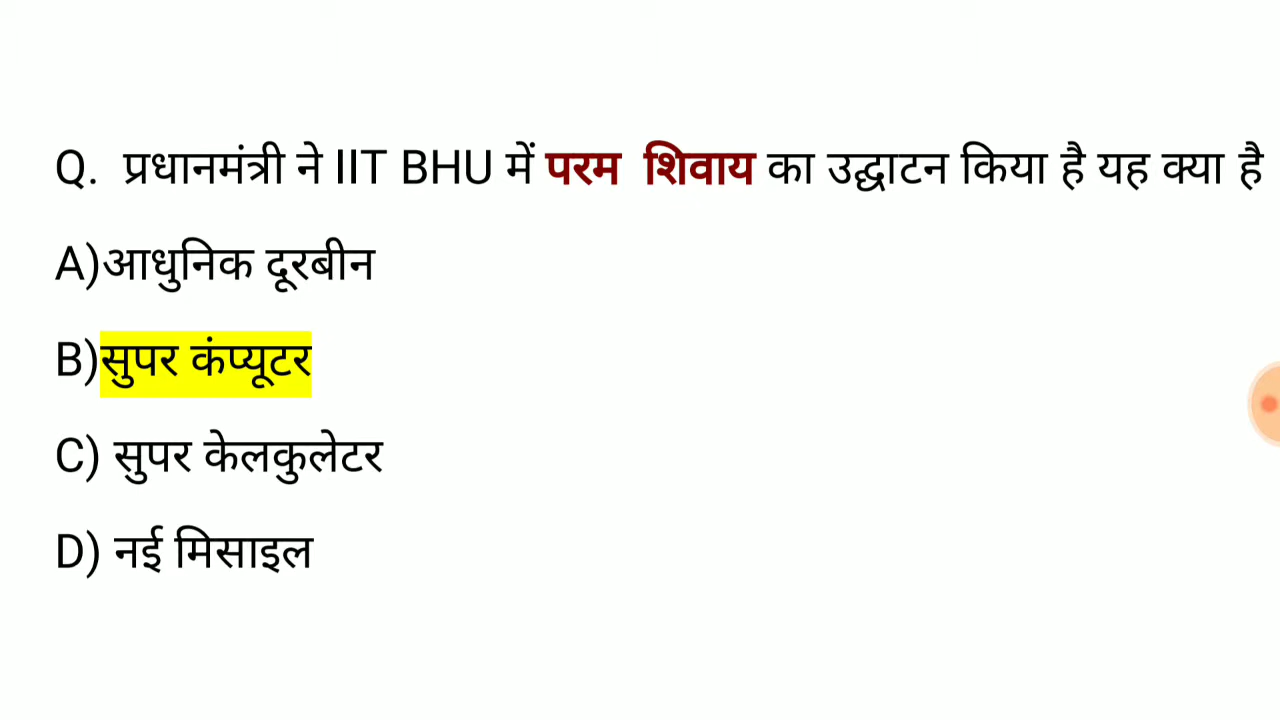 Q. प्रधानमंत्री ने IIT BHU में परम शिवाय का उद्घाटन किया है यह क्या है
A)आधुनिक दूरबीन
B)सुपर कंप्यूटर
C) सुपर केलकुलेटर
D) नई मिसाइल